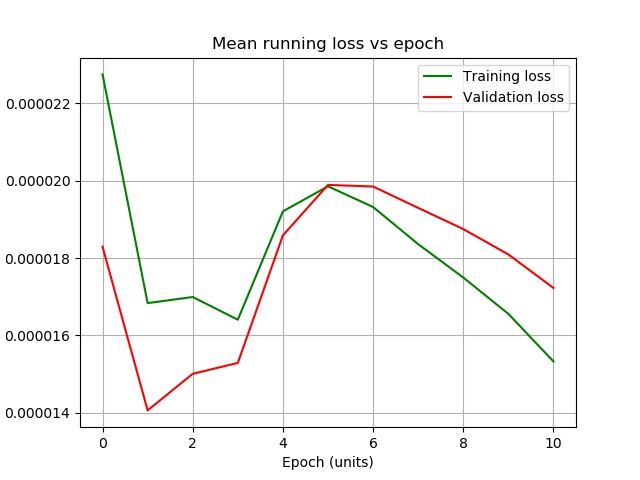 Mean running loss vs epoch
Training loss
Validation loss
0.000022
0.000020
0.000018
0.000016
0.000014
0 2 4 6 8 10
Epoch (units)